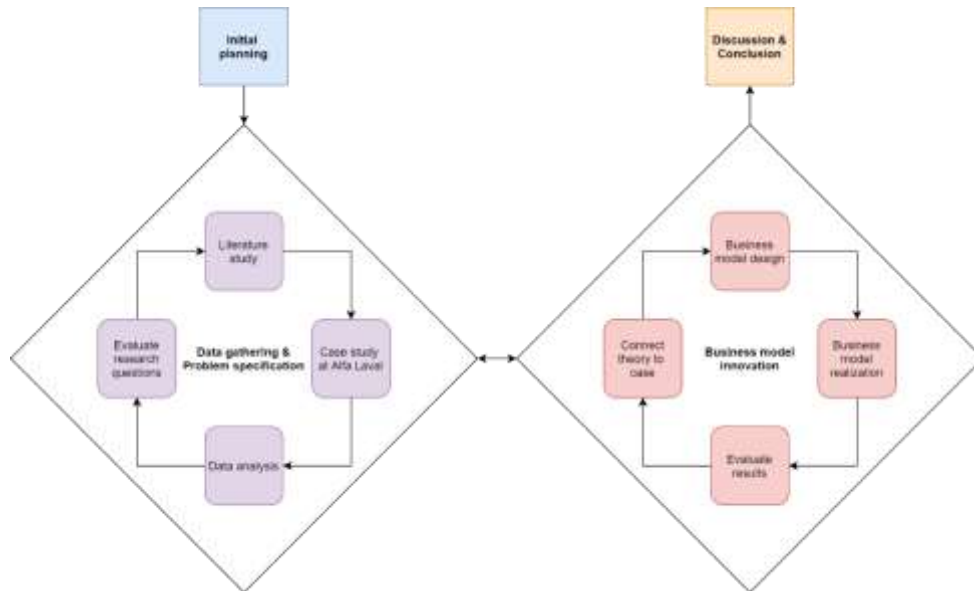 Initial
planning
Discussion &
Conclusion
Literature
study
Evaluate
research
questions
Data gathering &
Problem specification
Case study
at Alfa Laval
Data analysis
Business
model design
Connect
theory to
case
Business model
innovation
Business
model
realization
Evaluate
results